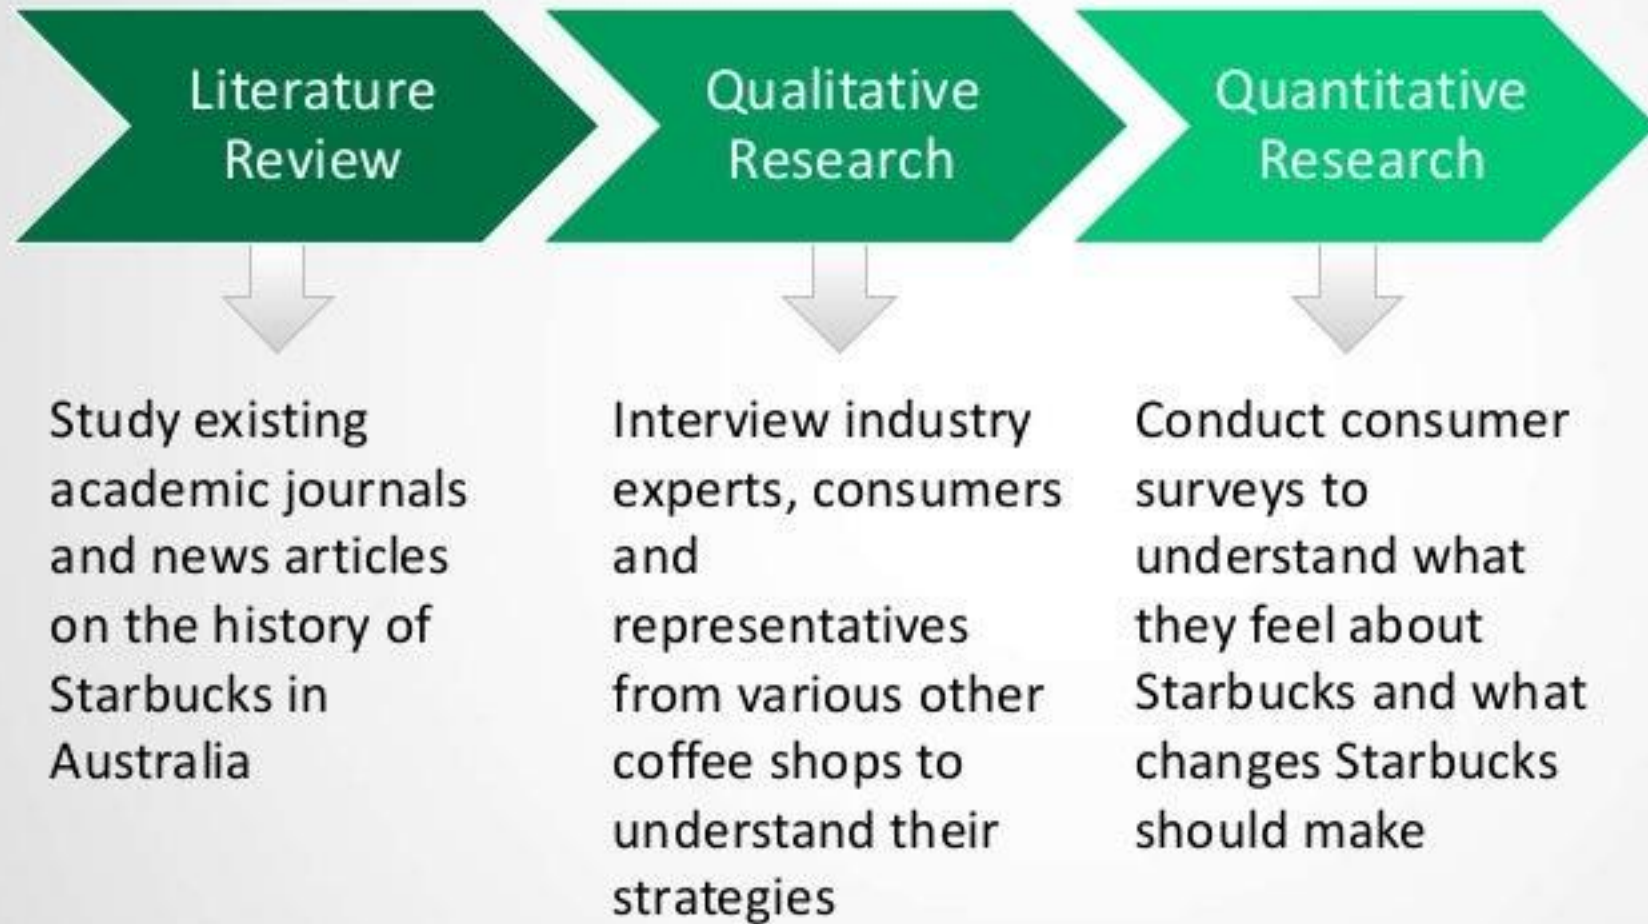 Literature
Review
Qualitative
Research
Quantitative
Research
Study existing
academic journals
and news articles
on the history of
Starbucks in
Australia
Interview industry
experts, consumers
and
representatives
from various other
coffee shops to
understand their
strategies
Conduct consumer
surveys to
understand what
they feel about
Starbucks and what
changes Starbucks
should make